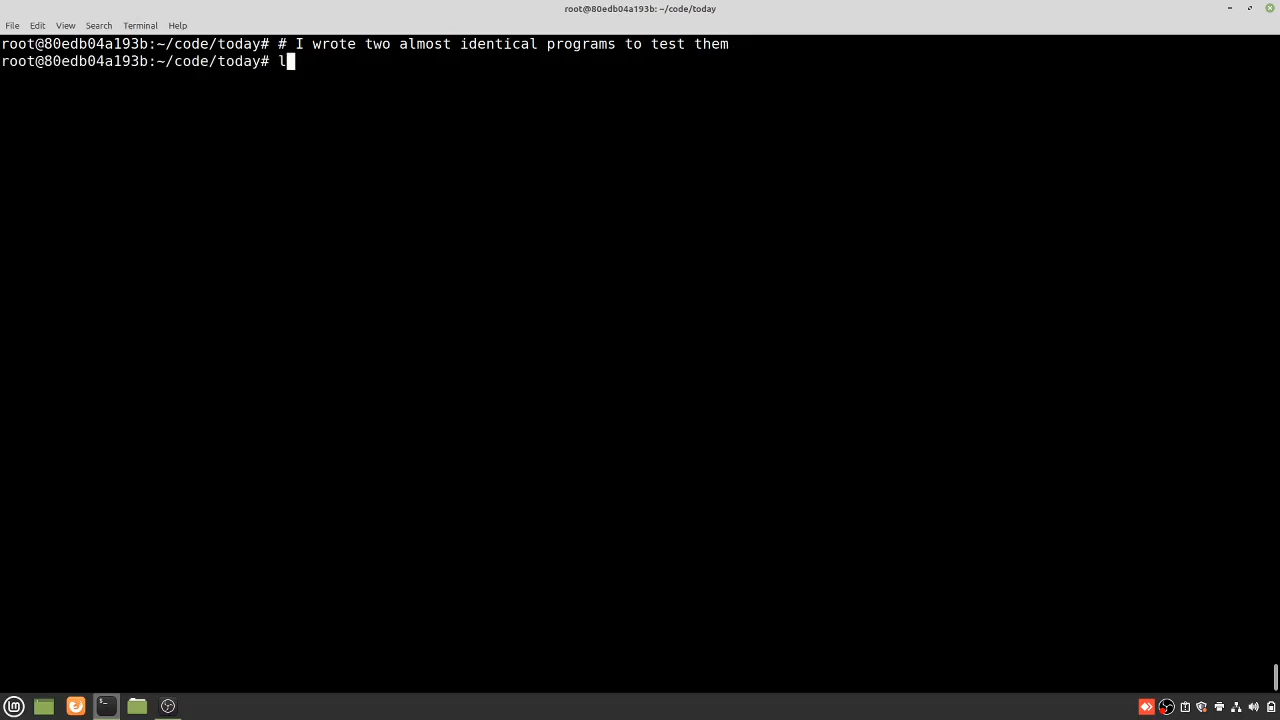 root@80edb04a193b: ~/code/today
File Edit View Search Terminal Help
root@80edb04a193b:~/code/today# # I wrote two almost identical programs to test them
root@80edb04a193b:~/code/today# l